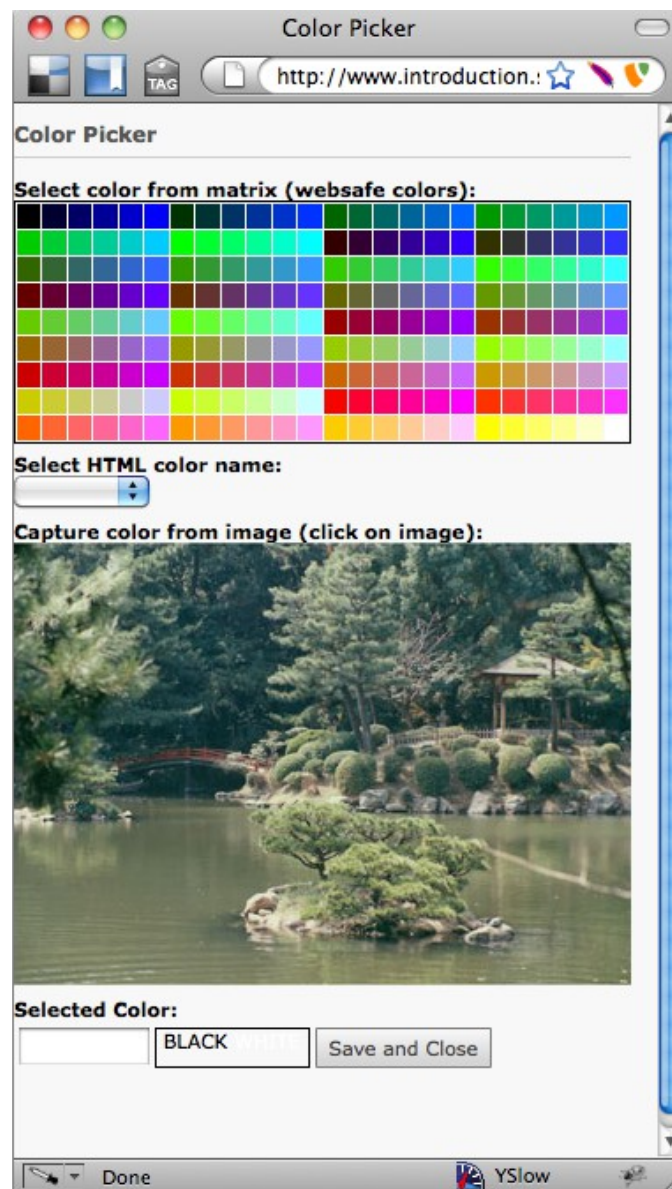 Color Picker
TAG
http://www.introduction.s
Color Picker
Select color from matrix (websafe colors):
Select HTML color name:
Capture color from image (click on image):
Selected Color:
BLACK WHITE
Save and Close
Done
YSlow